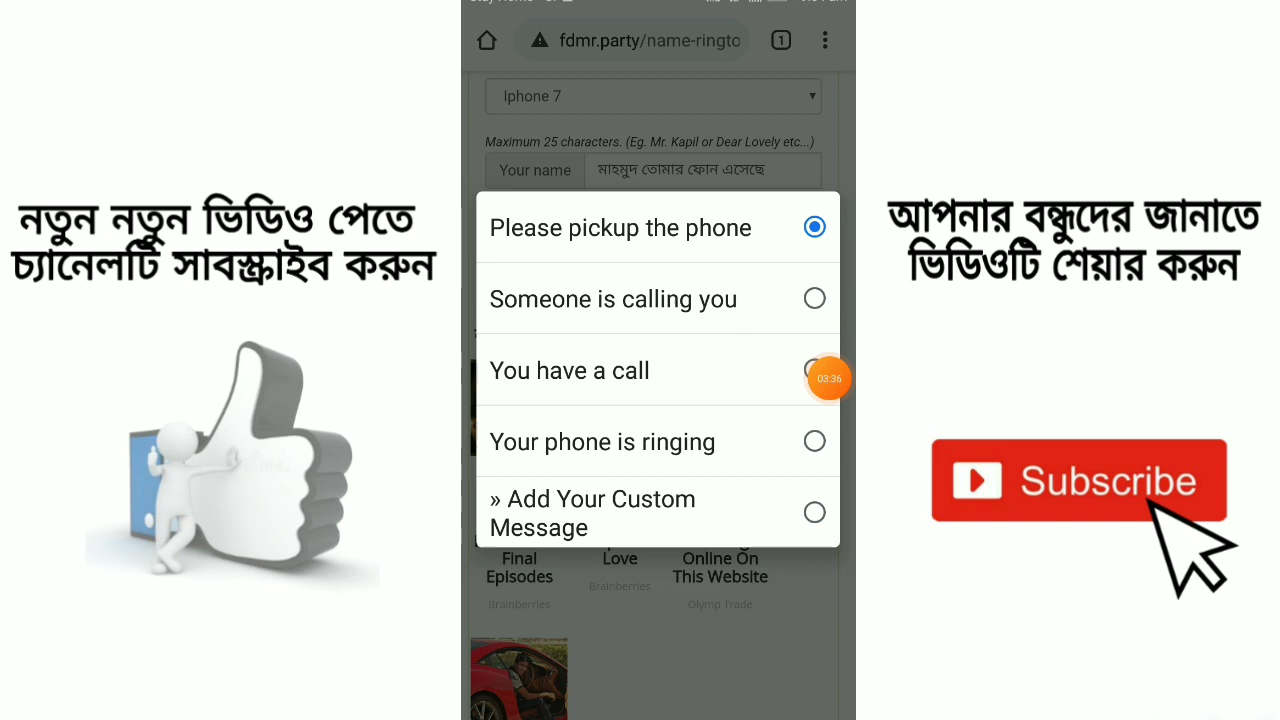 fdmr.party/name-ringto
1
Iphone 7
Maximum 25 characters. (Eg. Mr. Kapil or Dear Lovely etc...)
Your name
মাহমুদ তোমার ফোন এসেছে
নতুন নতুন ভিডিও পেতে
চ্যানেলটি সাবস্ক্রাইব করুন
Please pickup the phone
Someone is calling you
You have a call
03:36
Your phone is ringing
» Add Your Custom
Message
Final
Episodes
Brainberries
Love
Brainberries
Online On
This Website
Olymp Trade
আপনার বন্ধুদের জানাতে
ভিডিওটি শেয়ার করুন
Subscribe